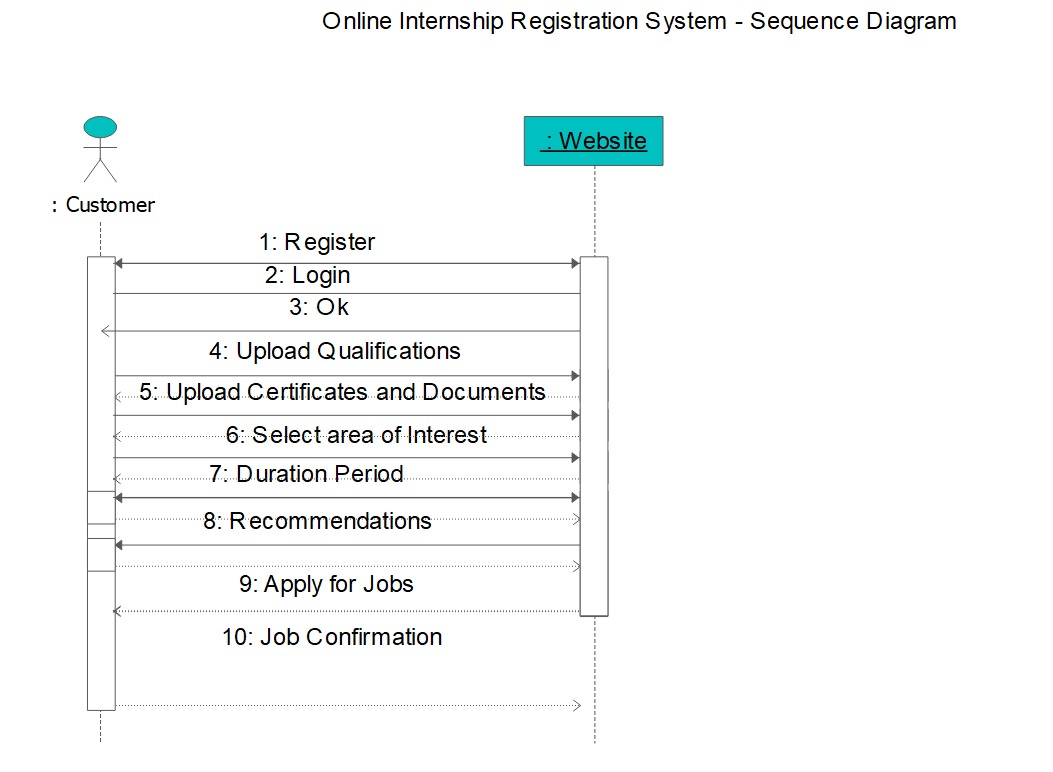 Online Internship Registration System - Sequence Diagram
: Website
: Customer
1: Register
2: Login
3: Ok
4: Upload Qualifications
5: Upload Certificates and Documents
6: Select area of Interest
7: Duration Period
8: Recommendations
9: Apply for Jobs
10: Job Confirmation